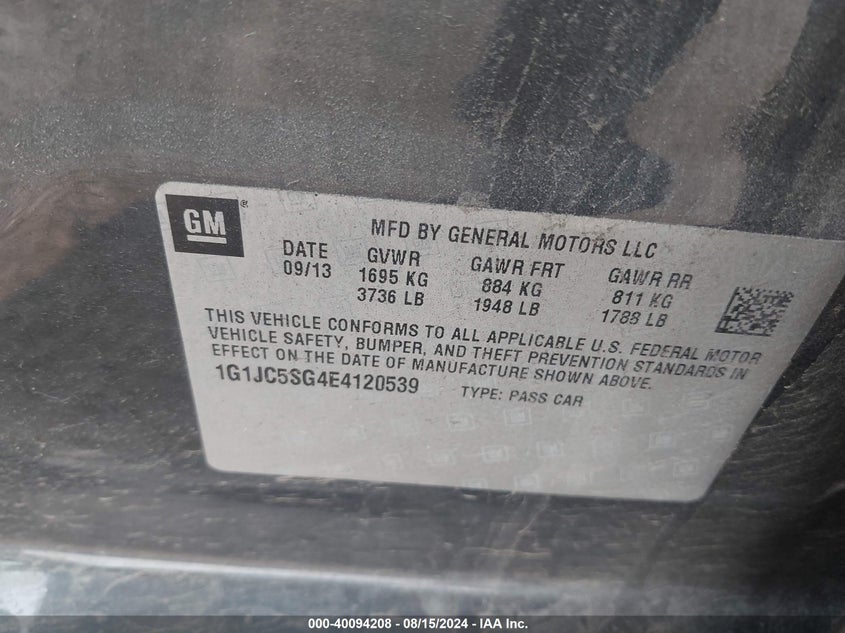 GM ®
MFD BY GENERAL MOTORS LLC
DATE GVWR GAWR FRT GAWR RR
09/13 1695 KG 884 KG 811 KG
3736 LB 1948 LB 1788 LB
THIS VEHICLE CONFORMS TO ALL APPLICABLE U.S. FEDERAL MOTOR
VEHICLE SAFETY, BUMPER, AND THEFT PREVENTION STANDARDS IN
EFFECT ON THE DATE OF MANUFACTURE SHOWN ABOVE.
1G1JC5SG4E4120539 TYPE: PASS CAR
000-40094208 - 08/15/2024 - IAA Inc.